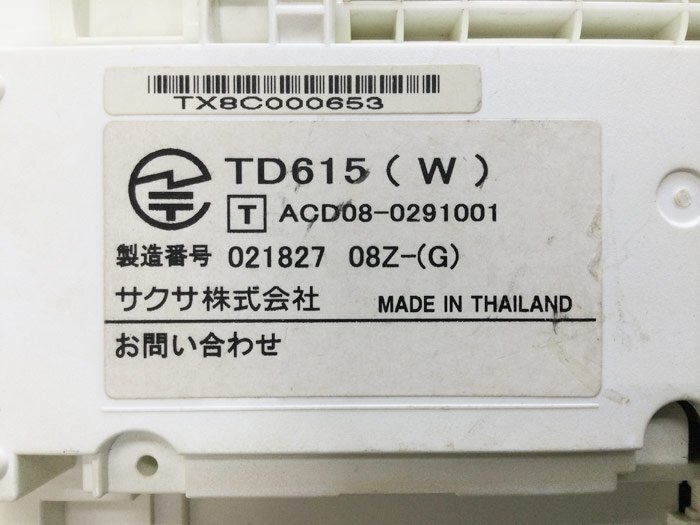 TX8C000653
TD615 ( W )
T ACD08-0291001
製造番号 021827 08Z-(G)
サクサ株式会社 MADE IN THAILAND
お問い合わせ